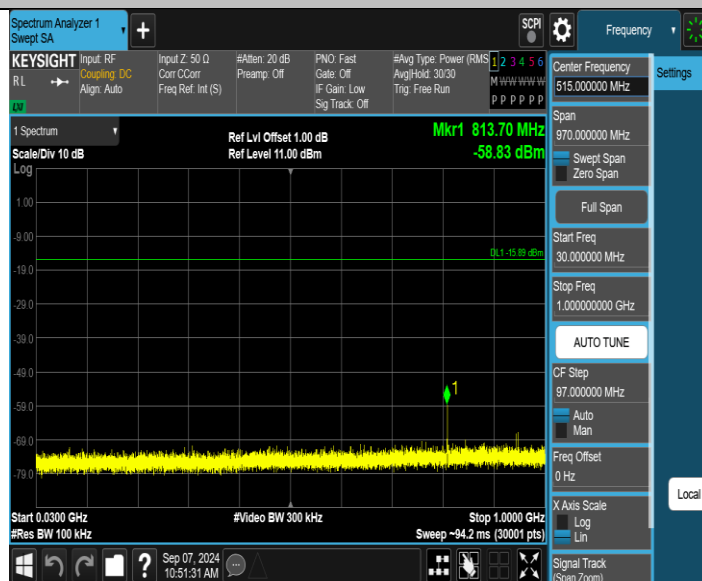 Spectrum Analyzer 1
Swept SA
SCPI
Frequency
KEYSIGHT
RL
LXI
Input: RF
Coupling: DC
Align: Auto
Input Z: 50 Ω
Corr CCorr
Freq Ref: Int (S)
#Atten: 20 dB
Preamp: Off
PNO: Fast
Gate: Off
IF Gain: Low
Sig Track: Off
#Avg Type: Power (RMS
Avg|Hold: 30/30
Trig: Free Run
1 2 3 4 5 6
M W W W W W
P P P P P P
Center Frequency
515.000000 MHz
Settings
Span
970.000000 MHz
Swept Span
Zero Span
Full Span
Start Freq
30.000000 MHz
Stop Freq
1.000000000 GHz
AUTO TUNE
CF Step
97.000000 MHz
Auto
Man
Freq Offset
0 Hz
X Axis Scale
Log
Lin
Signal Track
(Span Zoom)
Local
1 Spectrum
Scale/Div 10 dB
Log
Ref Lvl Offset 1.00 dB
Ref Level 11.00 dBm
Mkr1 813.70 MHz
-58.83 dBm
1.00
-9.00
DL1 -15.89 dBm
-19.0
-29.0
-39.0
-49.0
1
-59.0
-69.0
-79.0
Start 0.0300 GHz
#Res BW 100 kHz
#Video BW 300 kHz
Stop 1.0000 GHz
Sweep ~94.2 ms (30001 pts)
?
Sep 07, 2024
10:51:31 AM